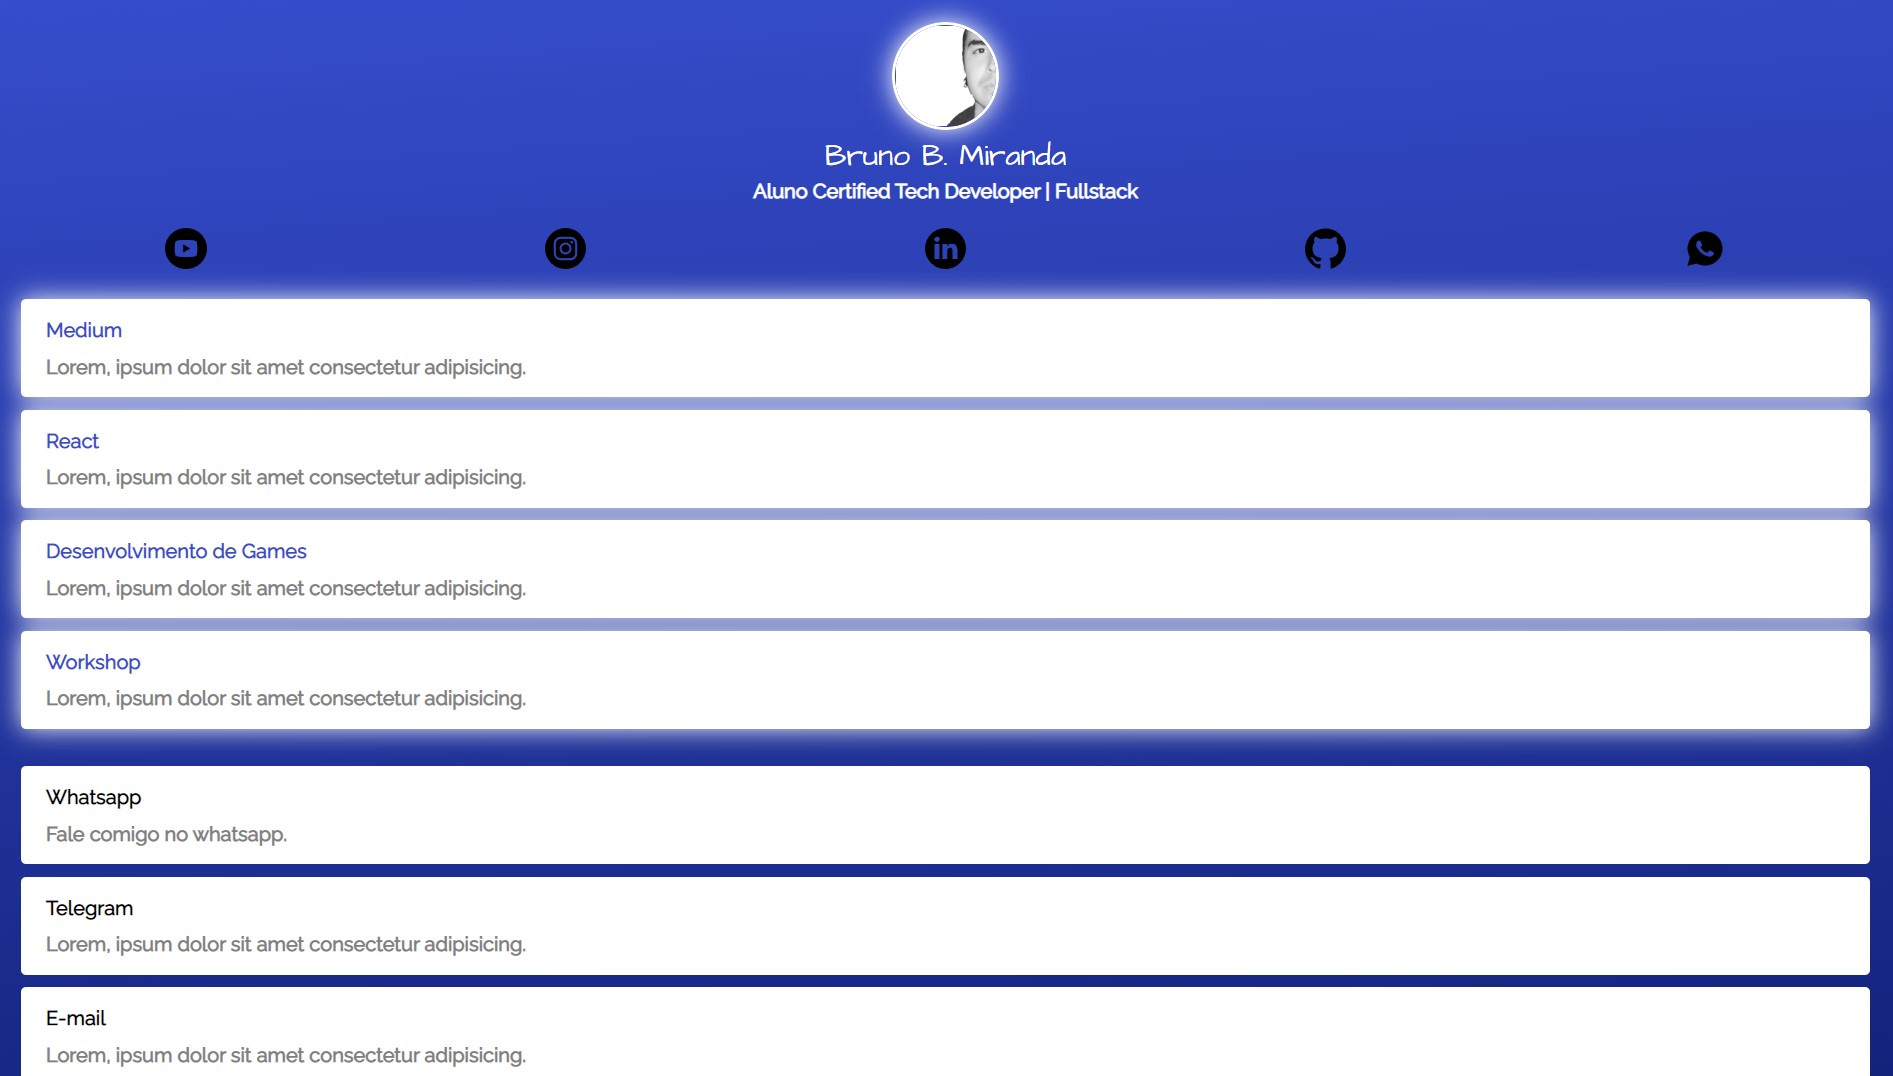 Bruno B. Miranda
Aluno Certified Tech Developer | Fullstack
Medium
Lorem, ipsum dolor sit amet consectetur adipisicing.
React
Lorem, ipsum dolor sit amet consectetur adipisicing.
Desenvolvimento de Games
Lorem, ipsum dolor sit amet consectetur adipisicing.
Workshop
Lorem, ipsum dolor sit amet consectetur adipisicing.
Whatsapp
Fale comigo no whatsapp.
Telegram
Lorem, ipsum dolor sit amet consectetur adipisicing.
E-mail
Lorem, ipsum dolor sit amet consectetur adipisicing.